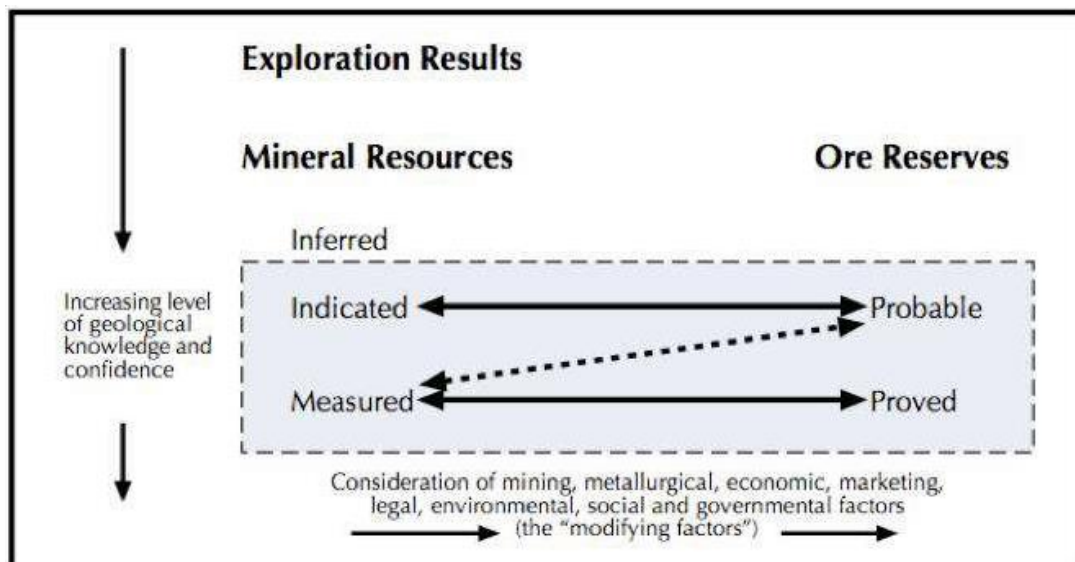 Exploration Results
Mineral Resources
Ore Reserves
Inferred
Increasing level
of geological
knowledge and
confidence
Indicated
Probable
Measured
Proved
Consideration of mining, metallurgical, economic, marketing,
legal, environmental, social and governmental factors
(the “modifying factors”)